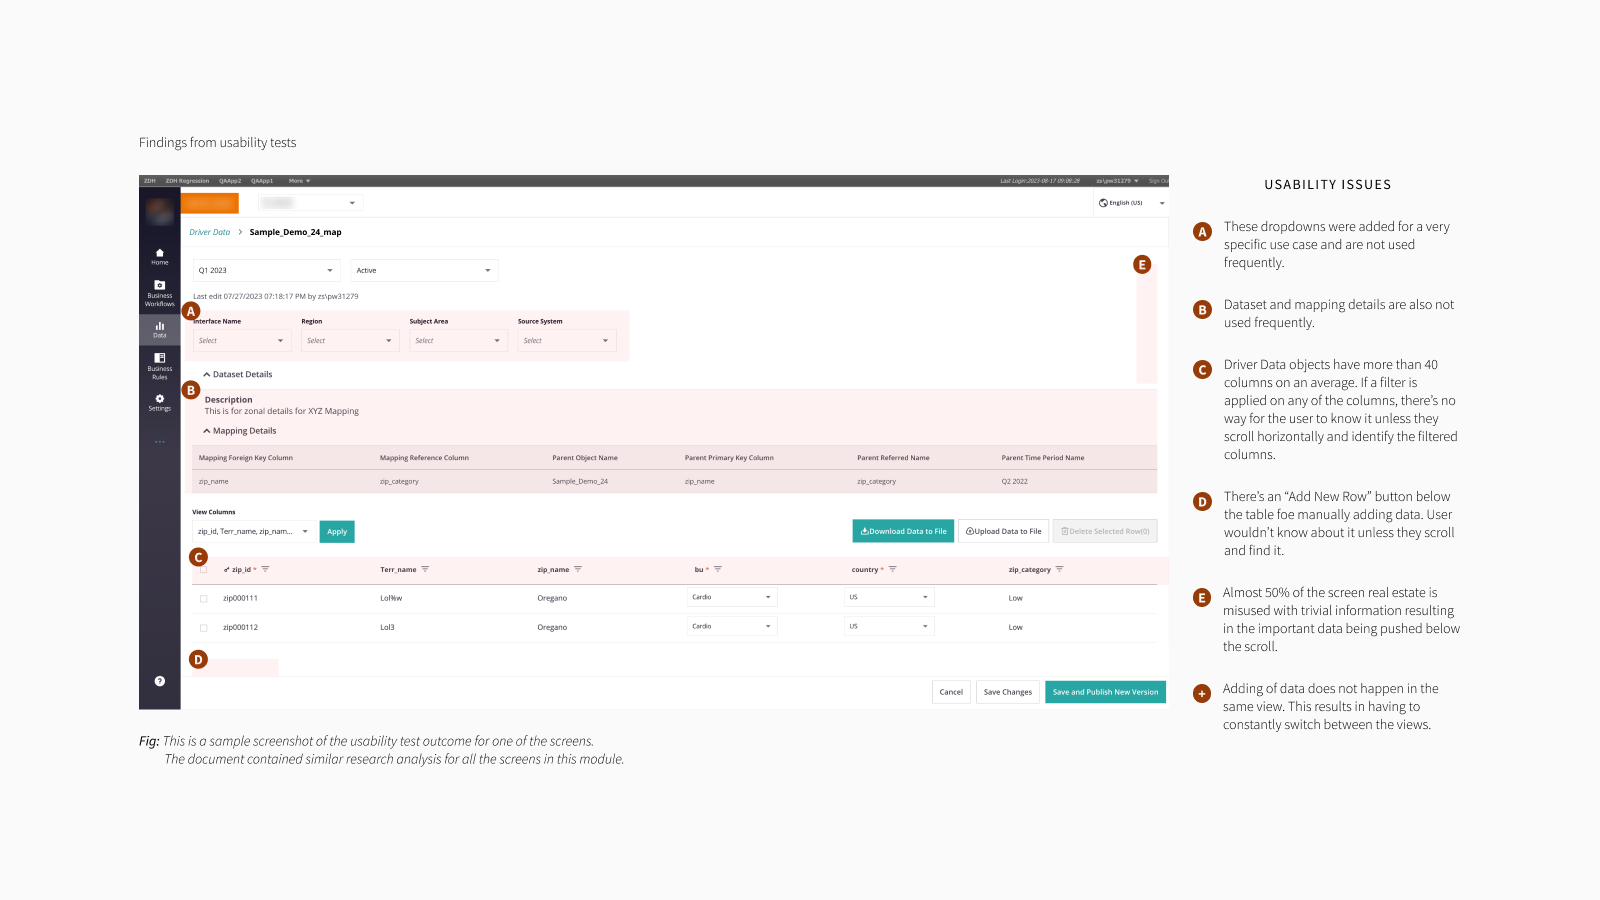 Findings from usability tests
ZDH ZDH Regression QAApp2 QAApp1 More Last Login:2023-08-17 09:08:28 zs\pw31279 Sign Ou
English (US)
Driver Data > Sample_Demo_24_map
Home
Business
Workflows
Data
Business
Rules
Settings
...
?
Q1 2023 Active
Last edit 07/27/2023 07:18:17 PM by zs\pw31279
A
Interface Name Region Subject Area Source System
Select Select Select Select
E
Dataset Details
B
Description
This is for zonal details for XYZ Mapping
Mapping Details
Mapping Foreign Key Column Mapping Reference Column Parent Object Name Parent Primary Key Column Parent Referred Name Parent Time Period Name
zip_name zip_category Sample_Demo_24 zip_name zip_category Q2 2022
View Columns
zip_id, Terr_name, zip_nam... Apply Download Data to File Upload Data to File Delete Selected Row(0)
C
zip_id * Terr_name zip_name bu * country * zip_category
zip000111 Lol%w Oregano Cardio US Low
zip000112 Lol3 Oregano Cardio US Low
D
Cancel Save Changes Save and Publish New Version
Fig: This is a sample screenshot of the usability test outcome for one of the screens.
The document contained similar research analysis for all the screens in this module.
USABILITY ISSUES
A These dropdowns were added for a very
specific use case and are not used
frequently.
B Dataset and mapping details are also not
used frequently.
C Driver Data objects have more than 40
columns on an average. If a filter is
applied on any of the columns, there's no
way for the user to know it unless they
scroll horizontally and identify the filtered
columns.
D There's an “Add New Row” button below
the table foe manually adding data. User
wouldn't know about it unless they scroll
and find it.
E Almost 50% of the screen real estate is
misused with trivial information resulting
in the important data being pushed below
the scroll.
+ Adding of data does not happen in the
same view. This results in having to
constantly switch between the views.